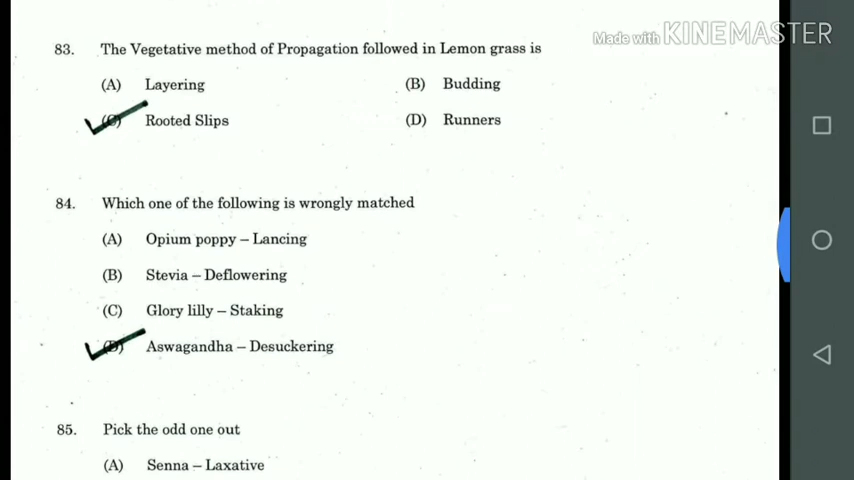 Made with KINEMASTER
83. The Vegetative method of Propagation followed in Lemon grass is
(A) Layering (B) Budding
(C) Rooted Slips (D) Runners
84. Which one of the following is wrongly matched
(A) Opium poppy – Lancing
(B) Stevia – Deflowering
(C) Glory lilly – Staking
(D) Aswagandha – Desuckering
85. Pick the odd one out
(A) Senna – Laxative